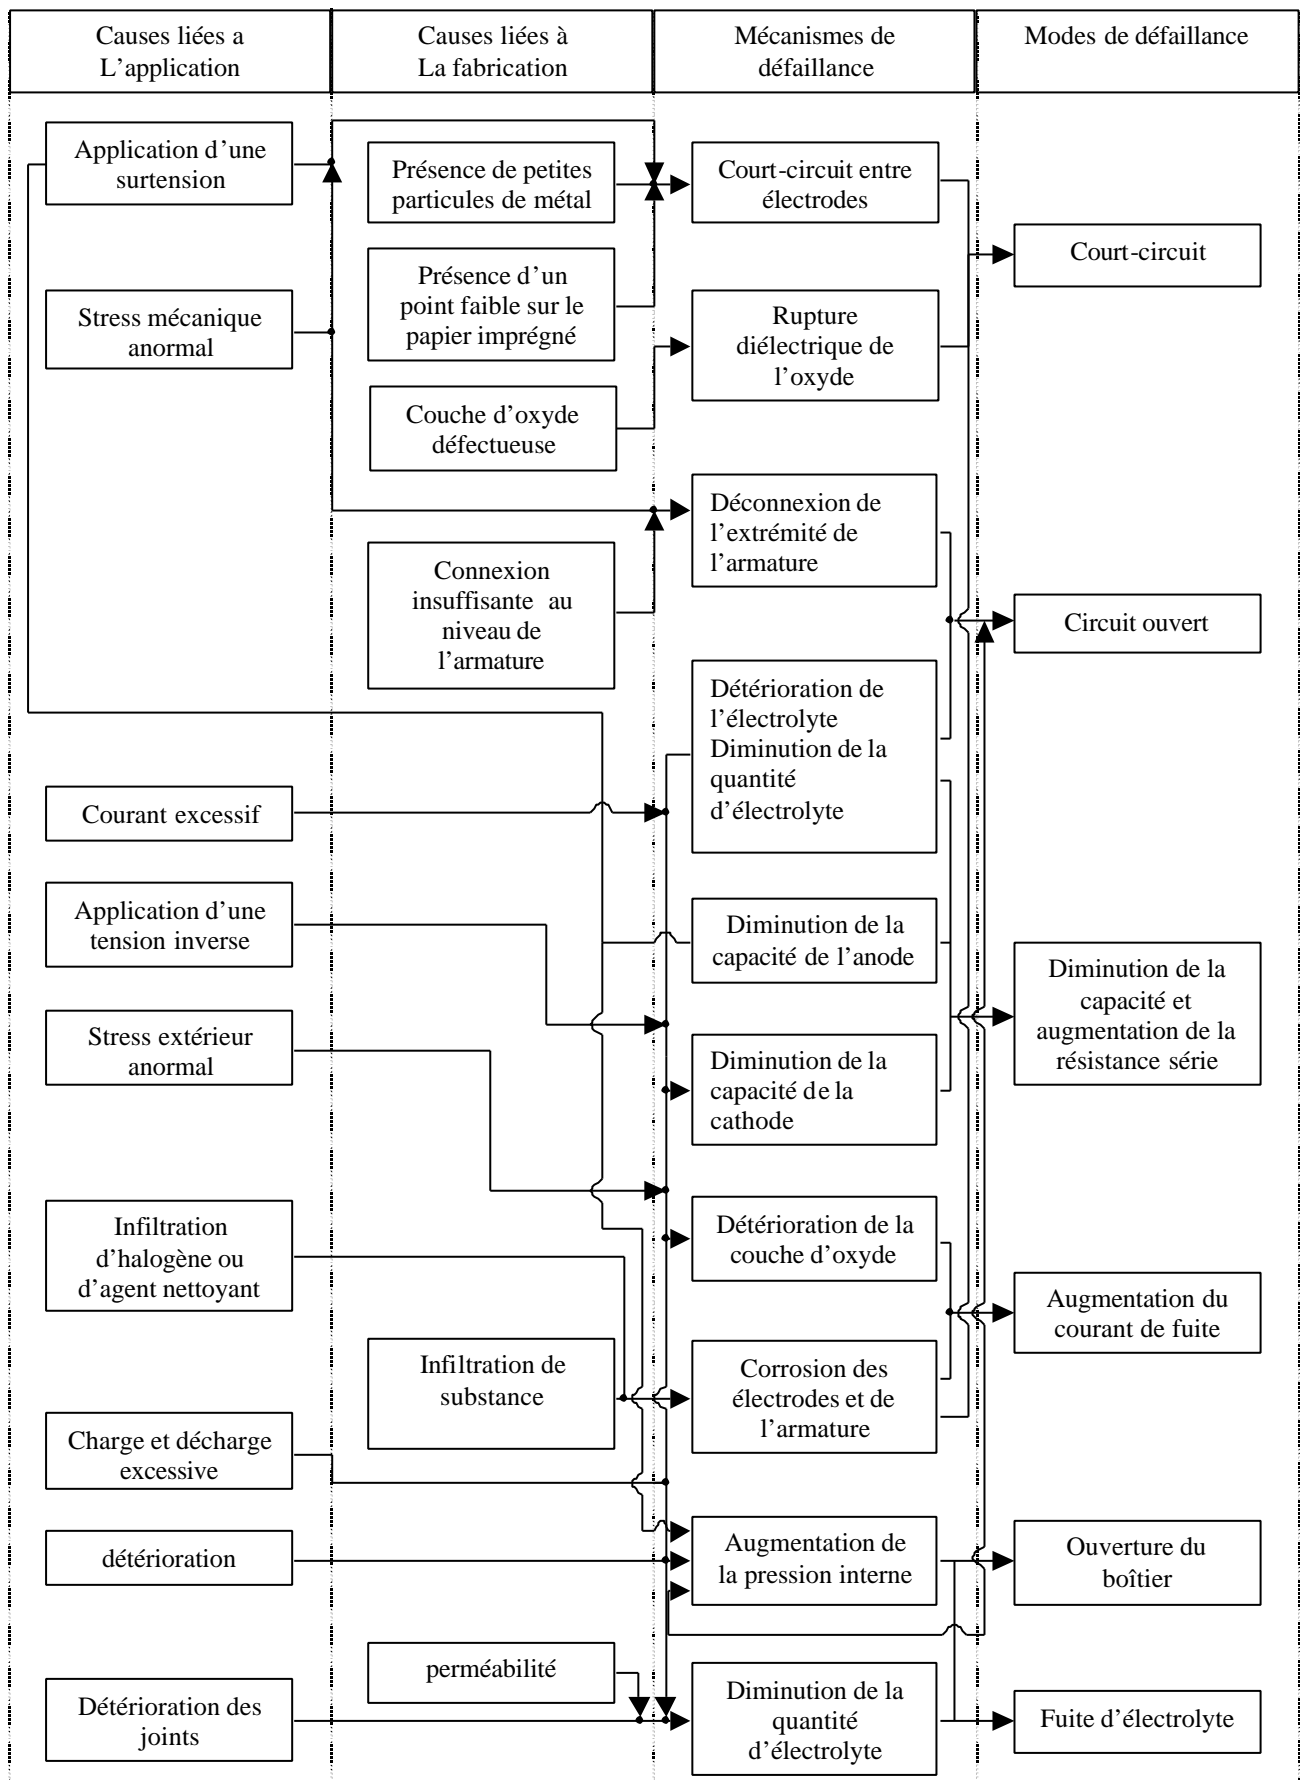 Causes liées a
L’application
Causes liées à
La fabrication
Mécanismes de
défaillance
Modes de défaillance
Application d’une
surtension
Stress mécanique
anormal
Courant excessif
Application d’une
tension inverse
Stress extérieur
anormal
Infiltration
d’halogène ou
d’agent nettoyant
Charge et décharge
excessive
détérioration
Détérioration des
joints
Présence de petites
particules de métal
Présence d’un
point faible sur le
papier imprégné
Couche d’oxyde
défectueuse
Connexion
insuffisante au
niveau de
l’armature
Infiltration de
substance
perméabilité
Court-circuit entre
électrodes
Rupture
diélectrique de
l’oxyde
Déconnexion de
l’extrémité de
l’armature
Détérioration de
l’électrolyte
Diminution de la
quantité
d’électrolyte
Diminution de la
capacité de l’anode
Diminution de la
capacité de la
cathode
Détérioration de la
couche d’oxyde
Corrosion des
électrodes et de
l’armature
Augmentation de
la pression interne
Diminution de la
quantité
d’électrolyte
Court-circuit
Circuit ouvert
Diminution de la
capacité et
augmentation de la
résistance série
Augmentation du
courant de fuite
Ouverture du
boîtier
Fuite d’électrolyte